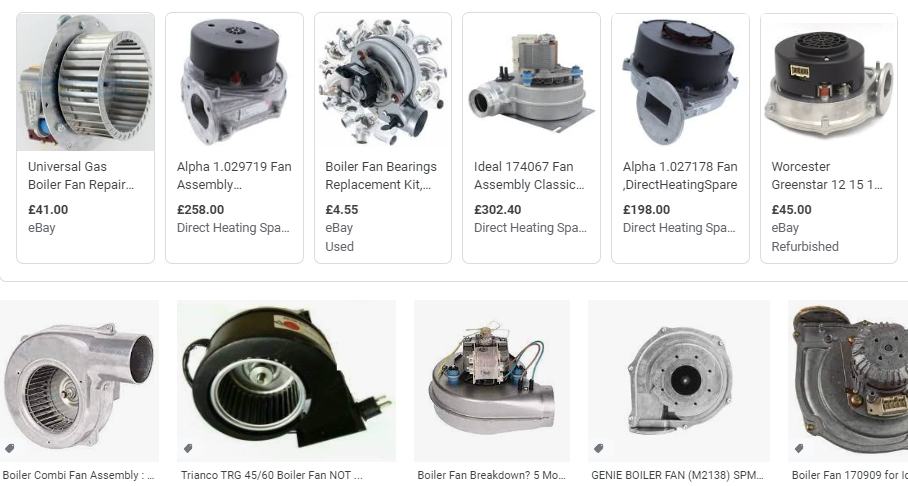 Universal Gas
Boiler Fan Repair...
£41.00
eBay
Alpha 1.029719 Fan
Assembly...
£258.00
Direct Heating Spa...
Boiler Fan Bearings
Replacement Kit,...
£4.55
eBay
Used
Ideal 174067 Fan
Assembly Classic...
£302.40
Direct Heating Spa...
Alpha 1.027178 Fan
,DirectHeatingSpare
£198.00
Direct Heating Spa...
Worcester
Greenstar 12 15 1...
£45.00
eBay
Refurbished
Boiler Combi Fan Assembly : ...
Trianco TRG 45/60 Boiler Fan NOT ...
Boiler Fan Breakdown? 5 Mo...
GENIE BOILER FAN (M2138) SPM...
Boiler Fan 170909 for Ic